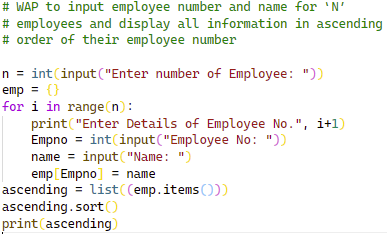 # WAP to input employee number and name for ‘N’
# employees and display all information in ascending
# order of their employee number
n = int(input("Enter number of Employee: "))
emp = {}
for i in range(n):
    print("Enter Details of Employee No.", i+1)
    Empno = int(input("Employee No: "))
    name = input("Name: ")
    emp[Empno] = name
ascending = list((emp.items()))
ascending.sort()
print(ascending)